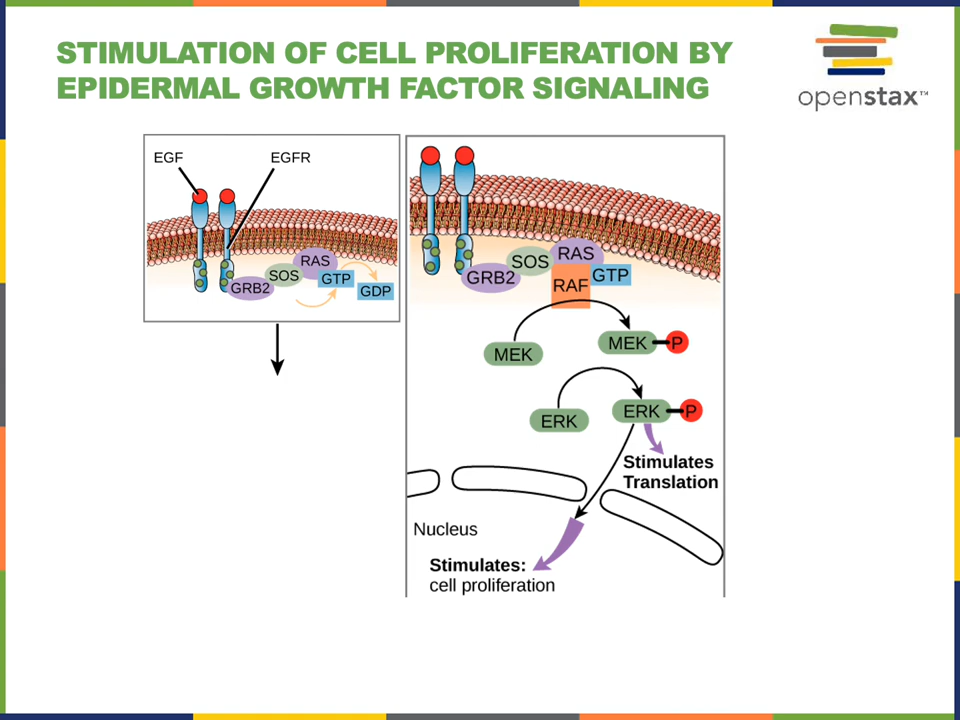 STIMULATION OF CELL PROLIFERATION BY
EPIDERMAL GROWTH FACTOR SIGNALING
openstax™
EGF
EGFR
RAS
SOS
GTP
GRB2
GDP
RAS
SOS
GTP
GRB2
RAF
MEK
MEK
P
ERK
ERK
P
Stimulates
Translation
Nucleus
Stimulates:
cell proliferation